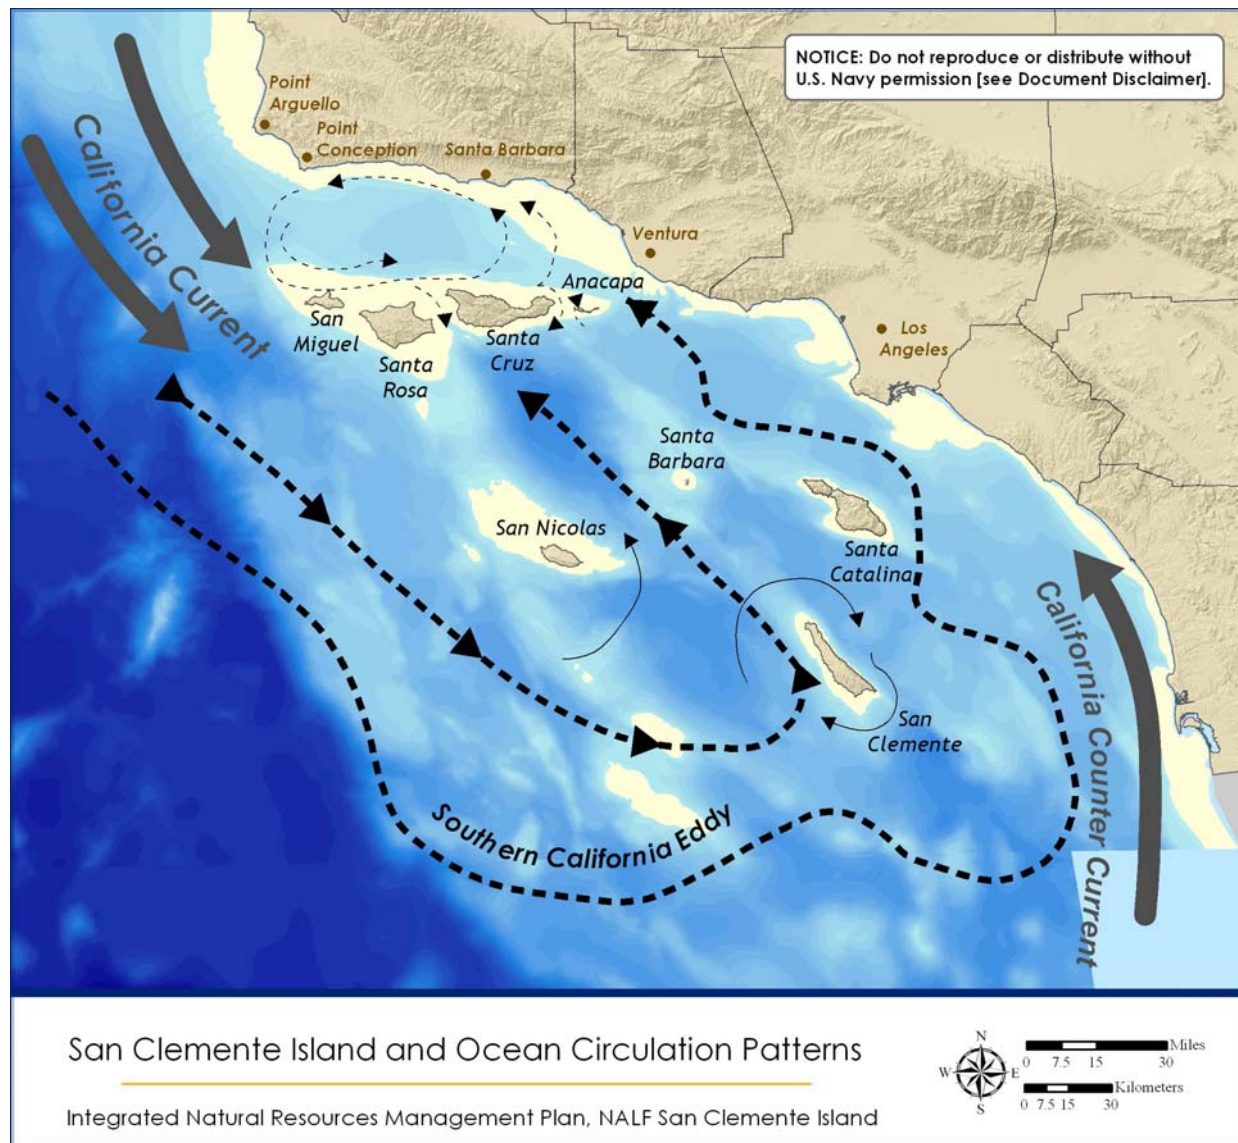 NOTICE: Do not reproduce or distribute without
U.S. Navy permission [see Document Disclaimer].
Point
Arguello
Point
Conception
Santa Barbara
California Current
Ventura
Anacapa
San
Miguel
Santa
Rosa
Santa
Cruz
Los
Angeles
Santa
Barbara
San Nicolas
Santa
Catalina
San
Clemente
California Counter Current
Southern California Eddy
San Clemente Island and Ocean Circulation Patterns
Integrated Natural Resources Management Plan, NALF San Clemente Island
N
W
E
S
Miles
0 7.5 15 30
Kilometers
0 7.5 15 30